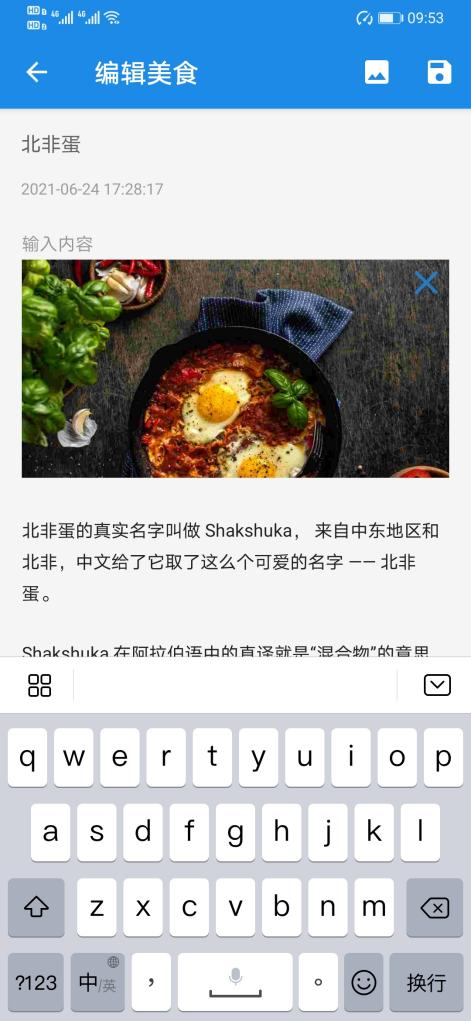 HD 1 4G 4G 09:53
HD 2
编辑美食
北非蛋
2021-06-24 17:28:17
输入内容
北非蛋的真实名字叫做 Shakshuka， 来自中东地区和
北非，中文给了它取了这么个可爱的名字 —— 北非
蛋。
Shakshuka 在阿拉伯语中的直译就是“混合物”的意思
q w e r t y u i o p
a s d f g h j k l
z x c v b n m
?123 中/英 ， 。 换行